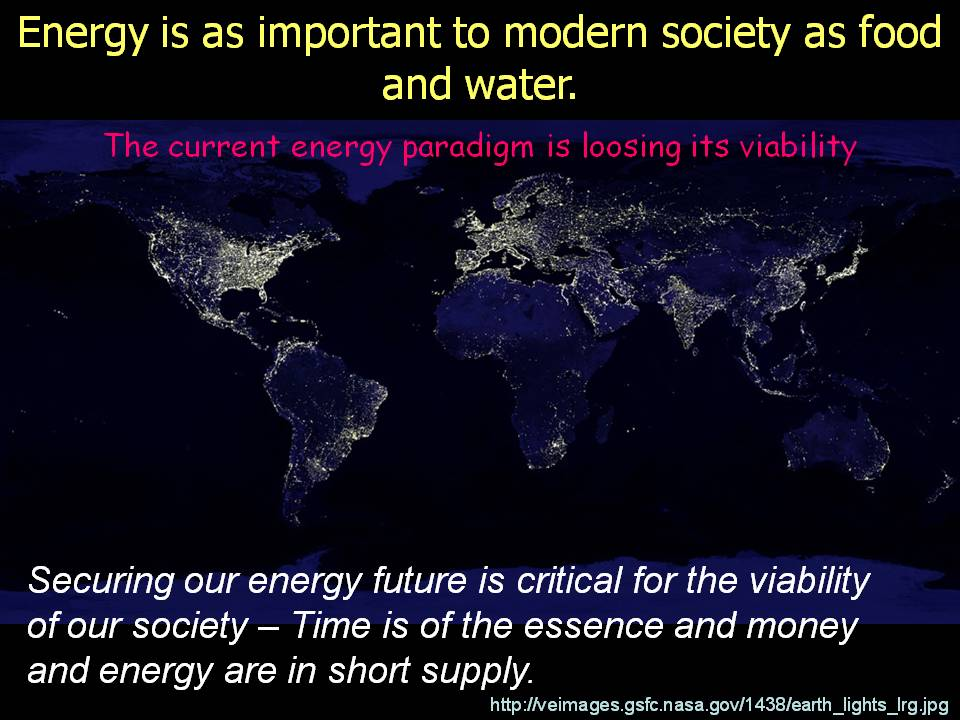 Energy is as important to modern society as food
and water.
The current energy paradigm is loosing its viability
Securing our energy future is critical for the viability
of our society – Time is of the essence and money
and energy are in short supply.
http://veimages.gsfc.nasa.gov/1438/earth_lights_lrg.jpg